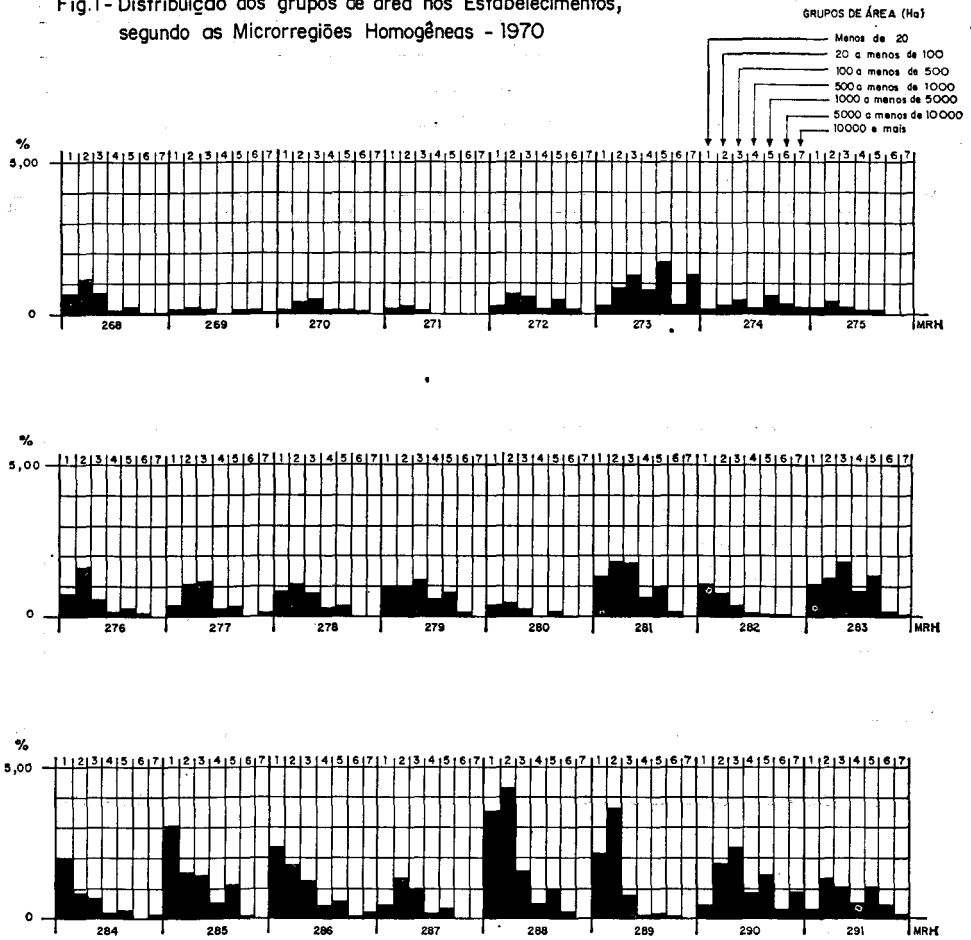 Fig.1- Distribuição dos grupos de área nos Estabelecimentos,
segundo as Microrregiões Homogêneas - 1970
GRUPOS DE ÁREA (Ha)
Menos de 20
20 a menos de 100
100 a menos de 500
500 a menos de 1000
1000 a menos de 5000
5000 a menos de 10000
10000 e mais
%
5,00
1 2 3 4 5 6 7 1 2 3 4 5 6 7 1 2 3 4 5 6 7 1 2 3 4 5 6 7 1 2 3 4 5 6 7 1 2 3 4 5 6 7 1 2 3 4 5 6 7 1 2 3 4 5 6 7
0
268 269 270 271 272 273 274 275 MRH
%
5,00
1 2 3 4 5 6 7 1 2 3 4 5 6 7 1 2 3 4 5 6 7 1 2 3 4 5 6 7 1 2 3 4 5 6 7 1 2 3 4 5 6 7 1 2 3 4 5 6 7 1 2 3 4 5 6 7
0
276 277 278 279 280 281 282 283 MRH
%
5,00
1 2 3 4 5 6 7 1 2 3 4 5 6 7 1 2 3 4 5 6 7 1 2 3 4 5 6 7 1 2 3 4 5 6 7 1 2 3 4 5 6 7 1 2 3 4 5 6 7 1 2 3 4 5 6 7
0
284 285 286 287 288 289 290 291 MRH